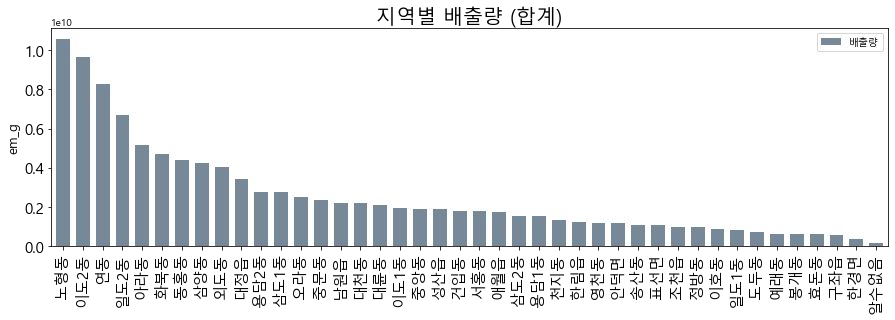 지역별 배출량 (합계)
1e10
배출량
em_g
1.0
0.8
0.6
0.4
0.2
0.0
노형동
이도2동
연동
일도2동
아라동
화북동
동홍동
삼양동
외도동
대정읍
용담2동
삼도1동
오라동
중문동
남원읍
대천동
대륜동
이도1동
중앙동
성산읍
건입동
서홍동
애월읍
삼도2동
용담1동
천지동
한림읍
영천동
안덕면
송산동
표선면
조천읍
정방동
이호동
일도1동
도두동
예래동
봉개동
효돈동
구좌읍
한경면
알수없음